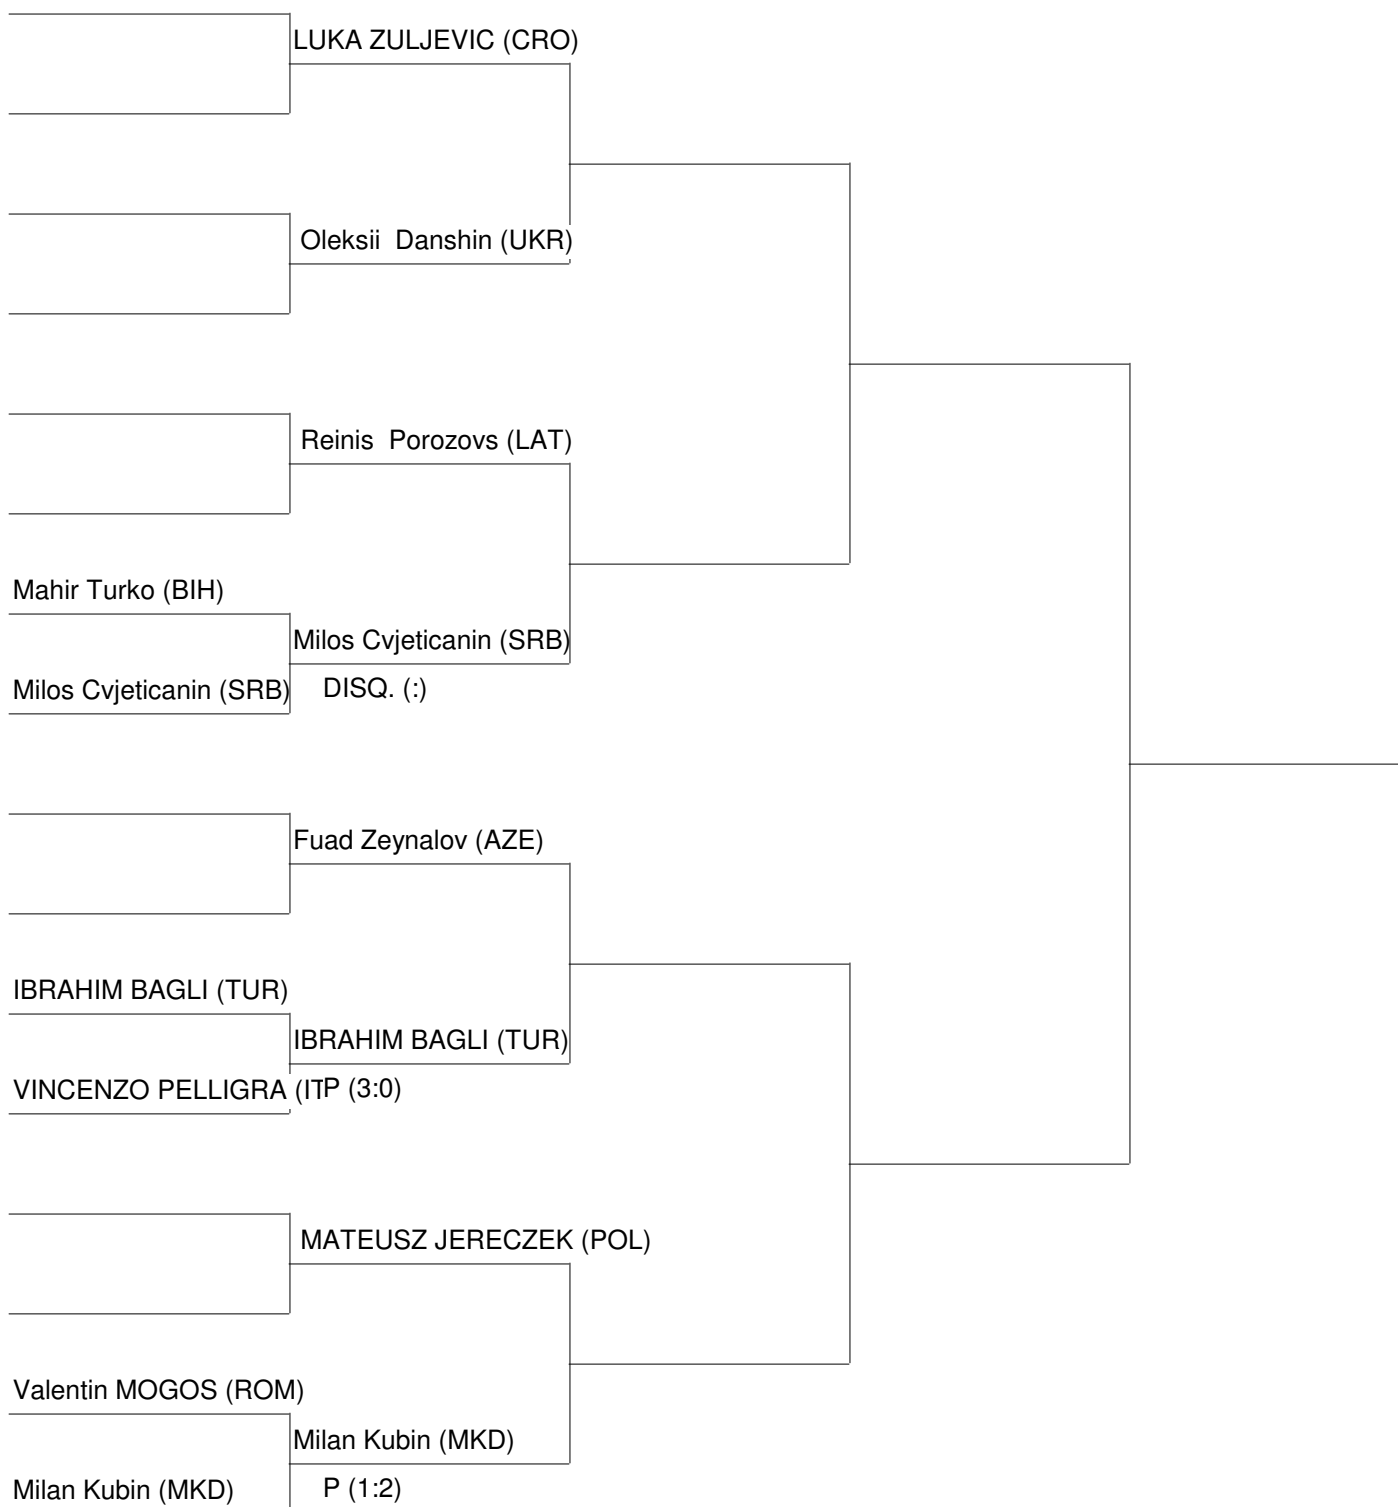 LUKA ZULJEVIC (CRO)
Oleksii  Danshin (UKR)
Reinis  Porozovs (LAT)
Mahir Turko (BIH)
Milos Cvjeticanin (SRB)
Milos Cvjeticanin (SRB)
DISQ. (:)
Fuad Zeynalov (AZE)
IBRAHIM BAGLI (TUR)
IBRAHIM BAGLI (TUR)
VINCENZO PELLIGRA (IT
P (3:0)
MATEUSZ JERECZEK (POL)
Valentin MOGOS (ROM)
Milan Kubin (MKD)
Milan Kubin (MKD)
P (1:2)